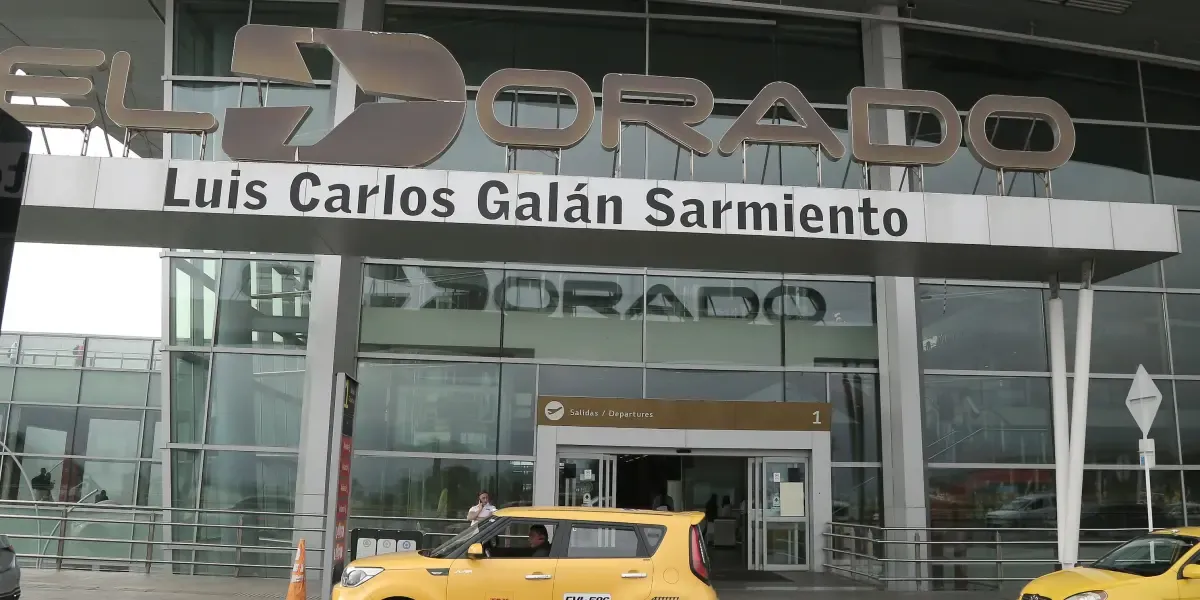 EL DORADO
Luis Carlos Galán Sarmiento
DORADO
Salidas / Departures 1